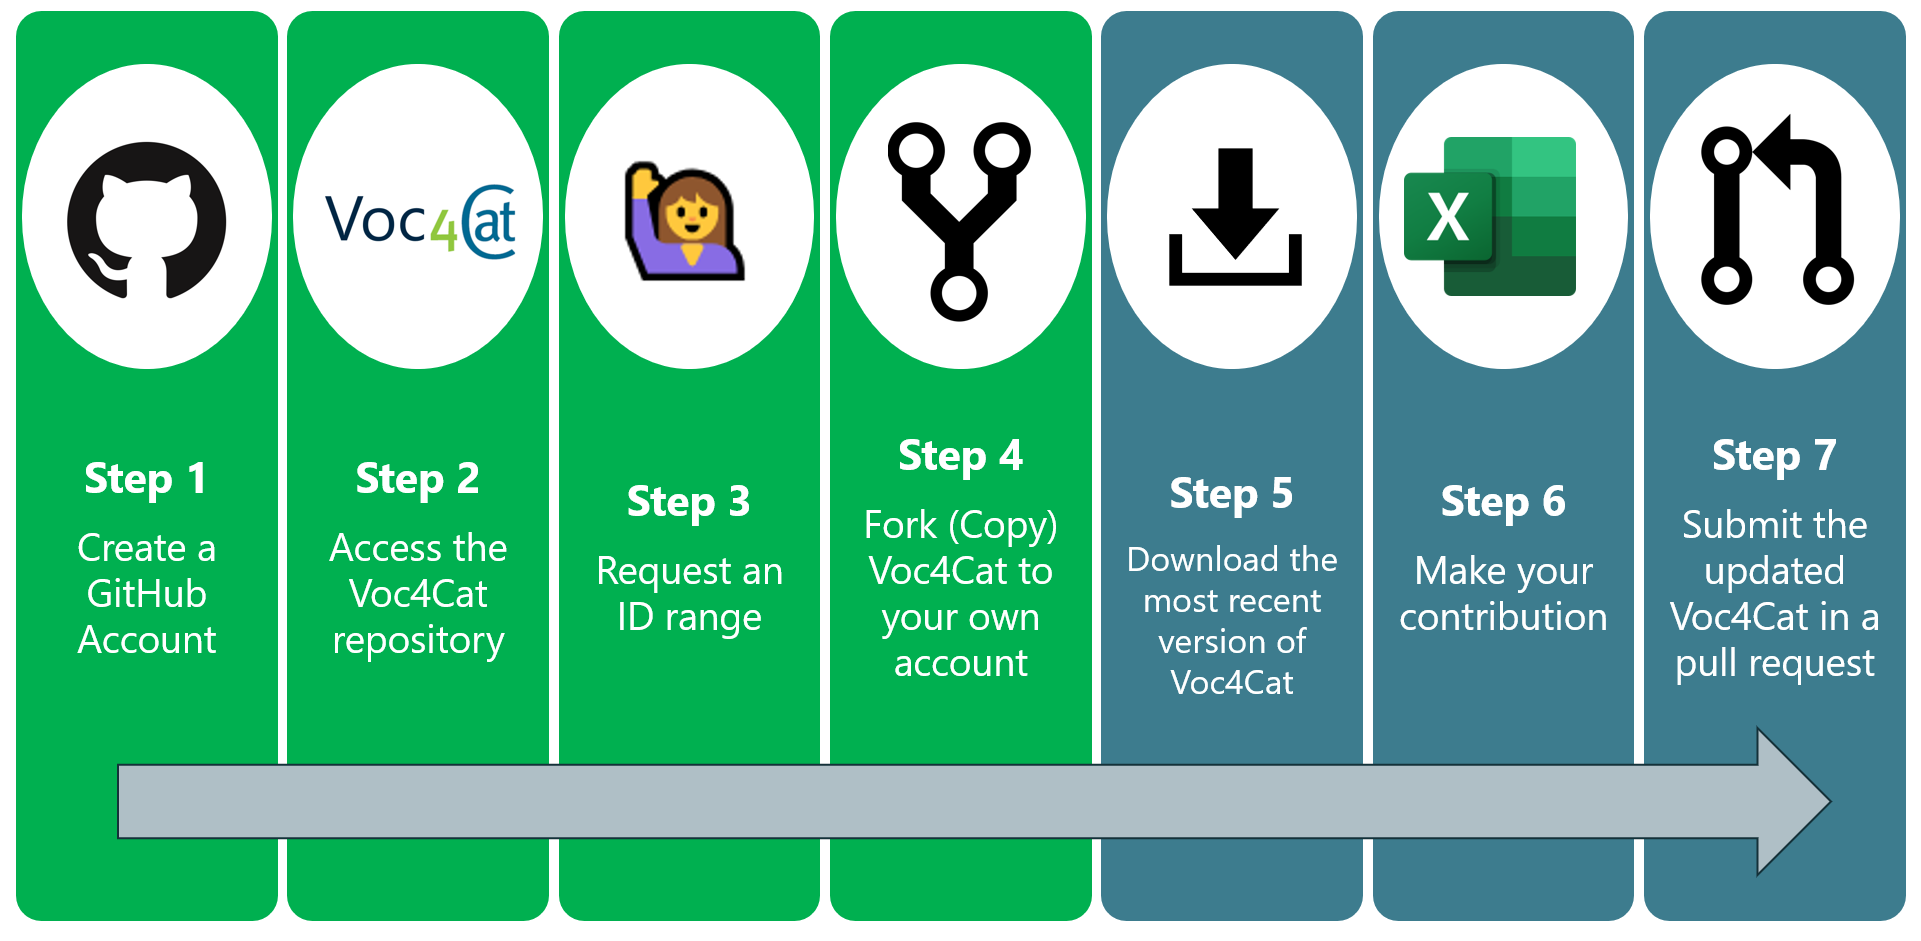 Voc4Cat
X
Step 1
Create a
GitHub
Account
Step 2
Access the
Voc4Cat
repository
Step 3
Request an
ID range
Step 4
Fork (Copy)
Voc4Cat to
your own
account
Step 5
Download the
most recent
version of
Voc4Cat
Step 6
Make your
contribution
Step 7
Submit the
updated
Voc4Cat in a
pull request